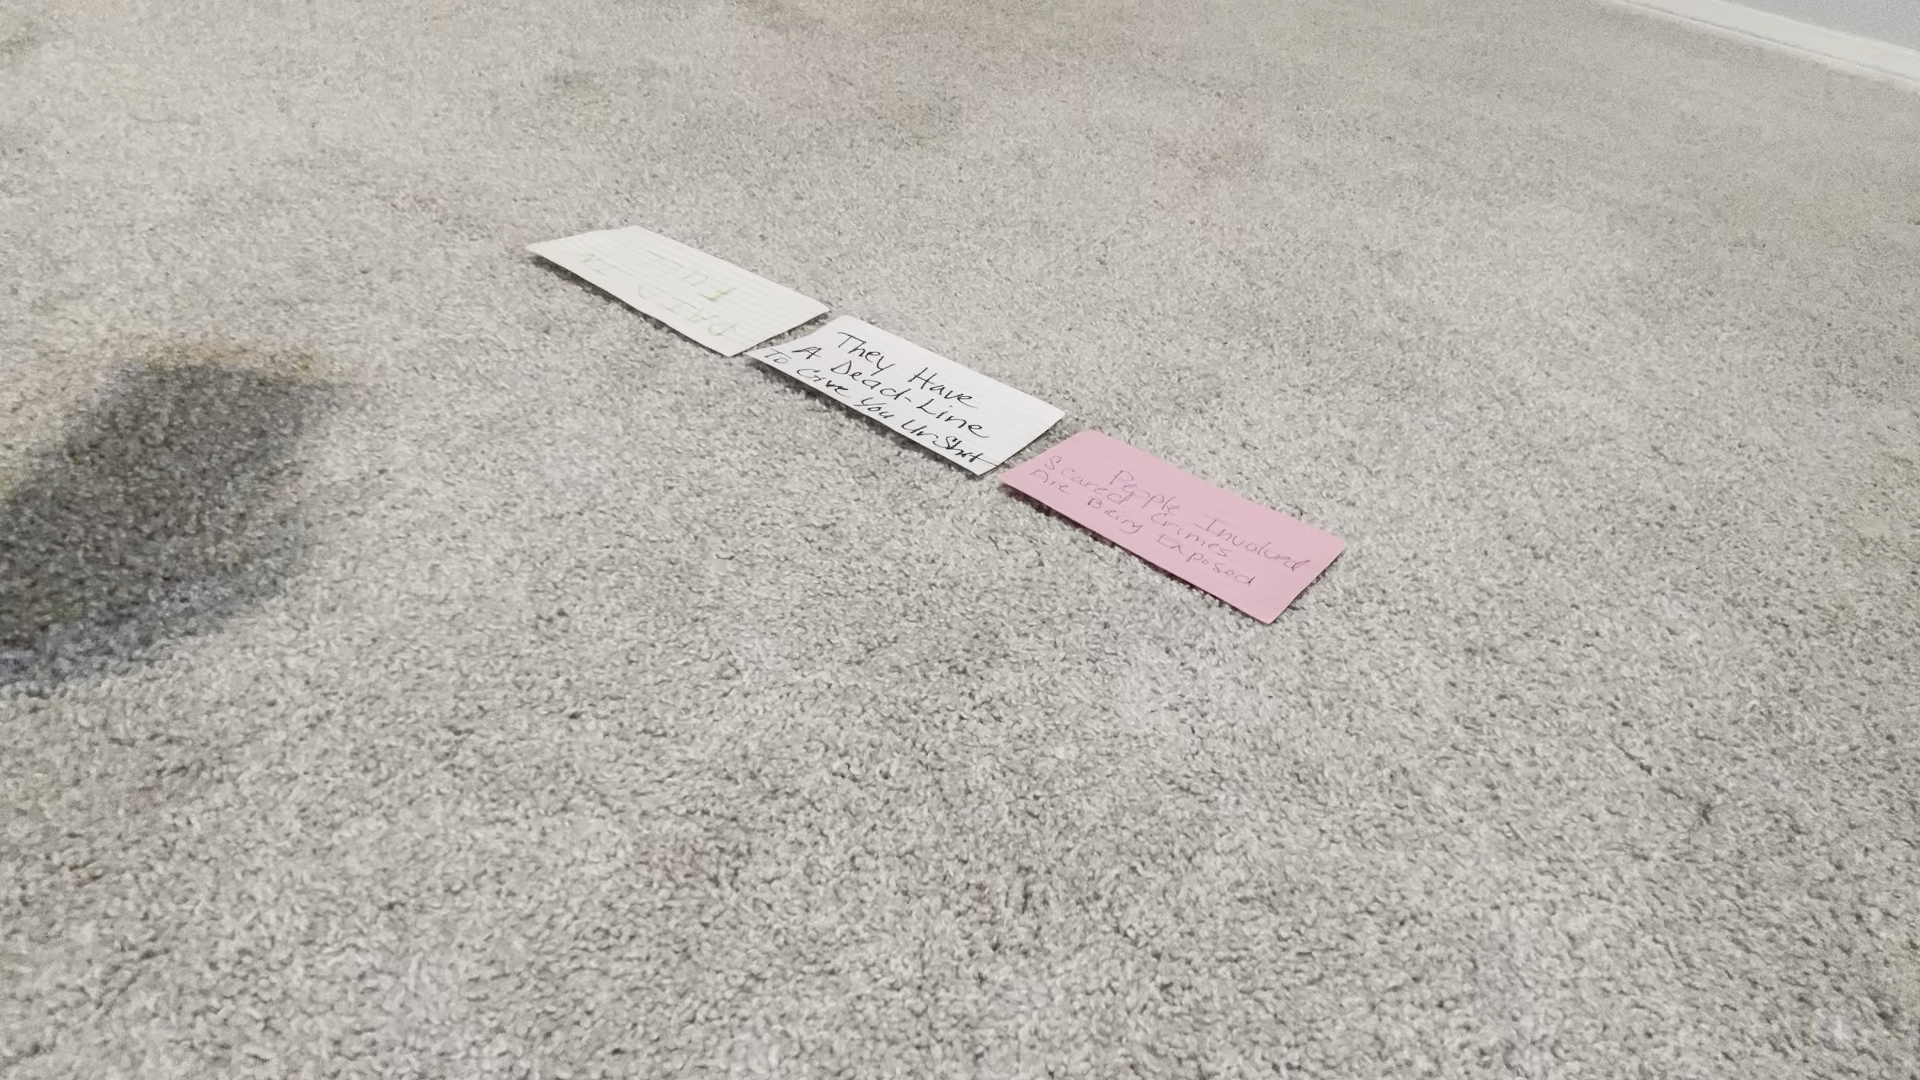 They Have
A Dead-Line
To Give You Ur Shit
People Involved
Scared Crimes
Are Being Exposed